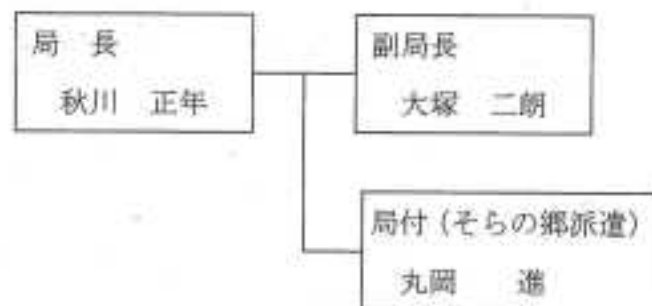 局　長
秋川　正年
副局長
大塚　二朗
局付（そらの郷派遣）
丸岡　　進